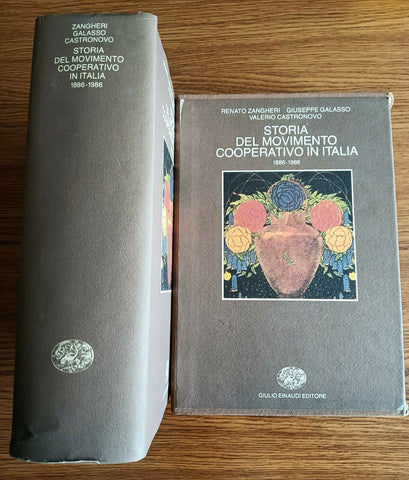 ZANGHERI
GALASSO
CASTRONOVO
STORIA
DEL MOVIMENTO
COOPERATIVO
IN ITALIA
1886-1986
RENATO ZANGHERI GIUSEPPE GALASSO
VALERIO CASTRONOVO
STORIA
DEL MOVIMENTO
COOPERATIVO IN ITALIA
1886-1986
GIULIO EINAUDI EDITORE